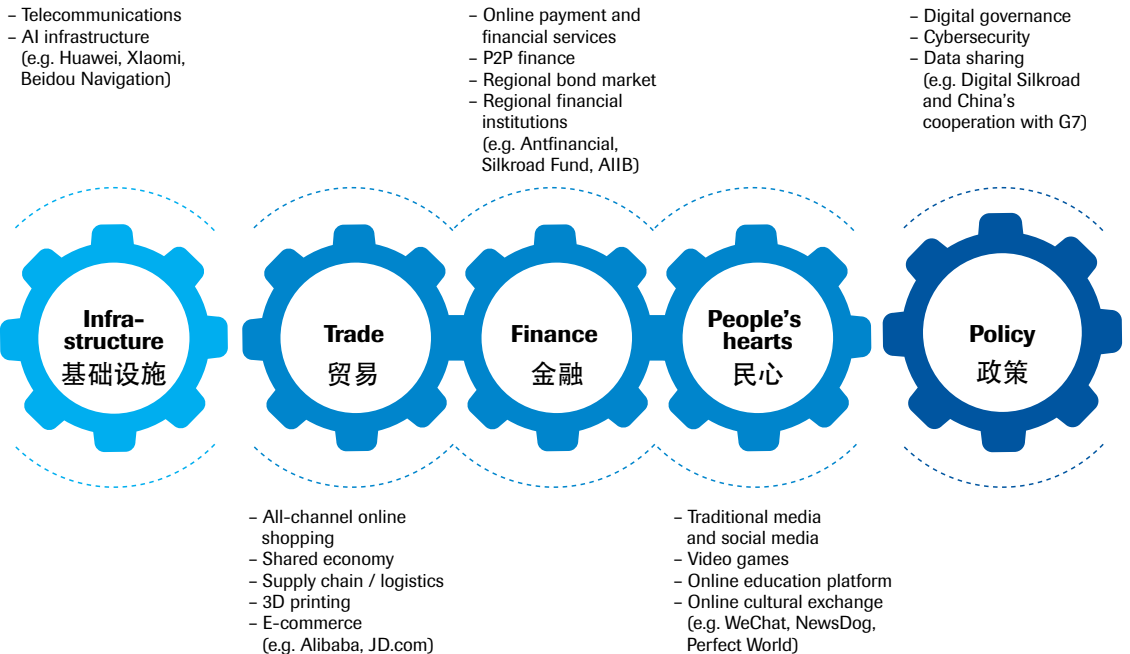 – Telecommunications
– AI infrastructure
(e.g. Huawei, XIaomi,
Beidou Navigation)
– Online payment and
financial services
– P2P finance
– Regional bond market
– Regional financial
institutions
(e.g. Antfinancial,
Silkroad Fund, AIIB)
– Digital governance
– Cybersecurity
– Data sharing
(e.g. Digital Silkroad
and China's
cooperation with G7)
Infra-
structure
基础设施
Trade
贸易
Finance
金融
People's
hearts
民心
Policy
政策
– All-channel online
shopping
– Shared economy
– Supply chain / logistics
– 3D printing
– E-commerce
(e.g. Alibaba, JD.com)
– Traditional media
and social media
– Video games
– Online education platform
– Online cultural exchange
(e.g. WeChat, NewsDog,
Perfect World)